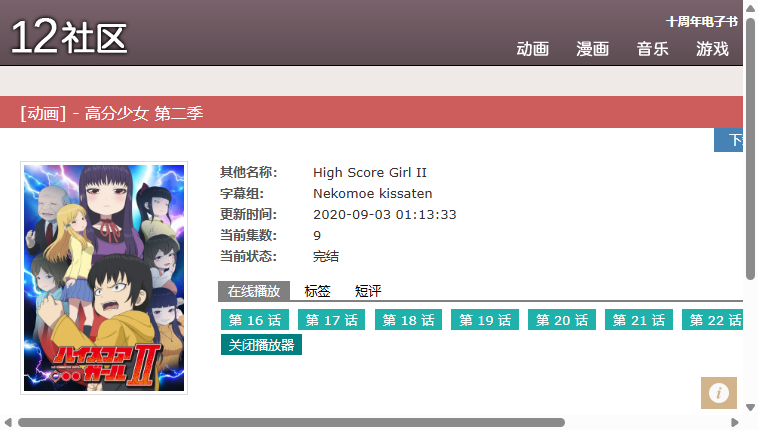 12社区
十周年电子书
动画 漫画 音乐 游戏
[动画] - 高分少女 第二季
其他名称: High Score Girl II
字幕组: Nekomoe kissaten
更新时间: 2020-09-03 01:13:33
当前集数: 9
当前状态: 完结
在线播放 标签 短评
第 16 话 第 17 话 第 18 话 第 19 话 第 20 话 第 21 话 第 22 话
关闭播放器
ハイスコアガール II